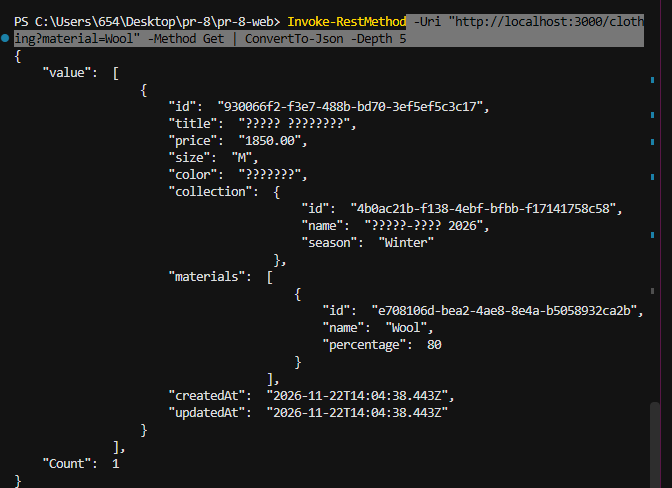 PS C:\Users\654\Desktop\pr-8\pr-8-web> Invoke-RestMethod -Uri "http://localhost:3000/cloth
ing?material=Wool" -Method Get | ConvertTo-Json -Depth 5
{
    "value":  [
                  {
                      "id":  "930066f2-f3e7-488b-bd70-3ef5ef5c3c17",
                      "title":  "????? ????????",
                      "price":  "1850.00",
                      "size":  "M",
                      "color":  "???????",
                      "collection":  {
                                         "id":  "4b0ac21b-f138-4ebf-bfbb-f17141758c58",
                                         "name":  "?????-???? 2026",
                                         "season":  "Winter"
                                     },
                      "materials":  [
                                        {
                                            "id":  "e708106d-bea2-4ae8-8e4a-b5058932ca2b",
                                            "name":  "Wool",
                                            "percentage":  80
                                        }
                                    ],
                      "createdAt":  "2026-11-22T14:04:38.443Z",
                      "updatedAt":  "2026-11-22T14:04:38.443Z"
                  }
              ],
    "Count":  1
}